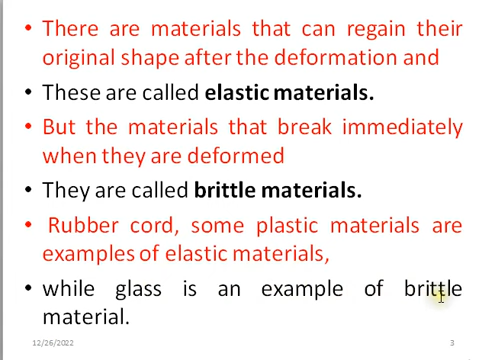 • There are materials that can regain their
original shape after the deformation and
• These are called elastic materials.
• But the materials that break immediately
when they are deformed
• They are called brittle materials.
• Rubber cord, some plastic materials are
examples of elastic materials,
• while glass is an example of brittle
material.
12/26/2022 3